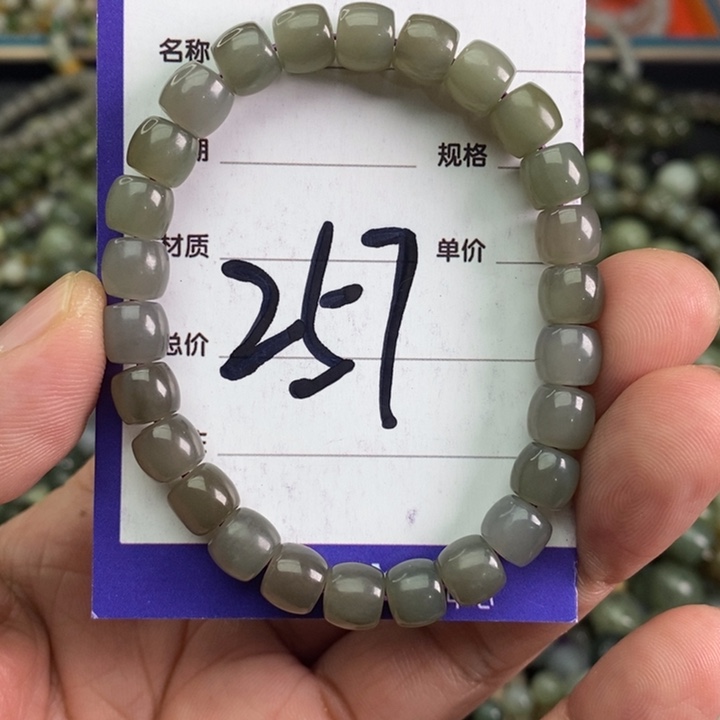 名称
期 规格
材质 单价
257
总价